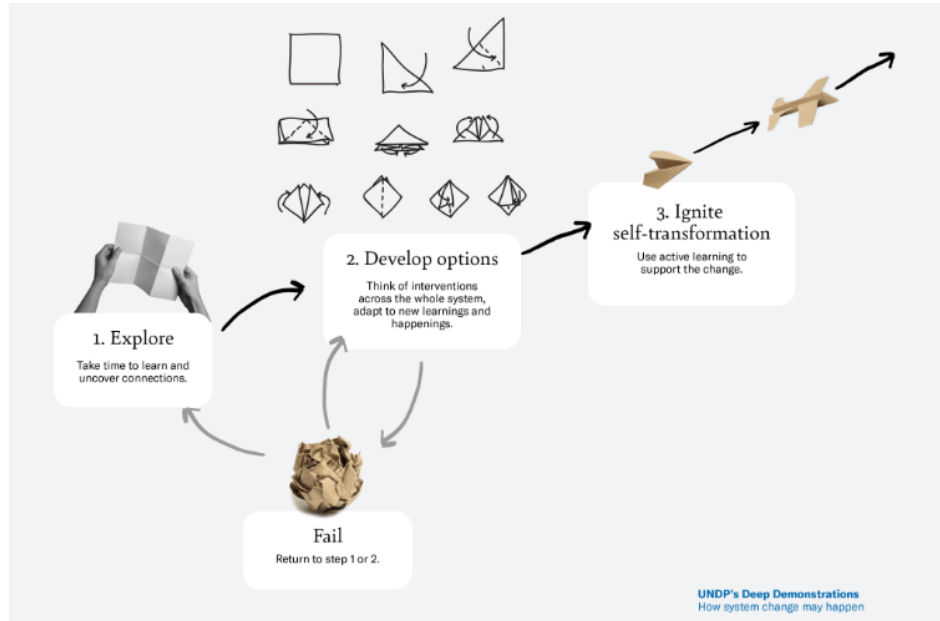 1. Explore
Take time to learn and
uncover connections.
2. Develop options
Think of interventions
across the whole system,
adapt to new learnings and
happenings.
3. Ignite
self-transformation
Use active learning to
support the change.
Fail
Return to step 1 or 2.
UNDP's Deep Demonstrations
How system change may happen